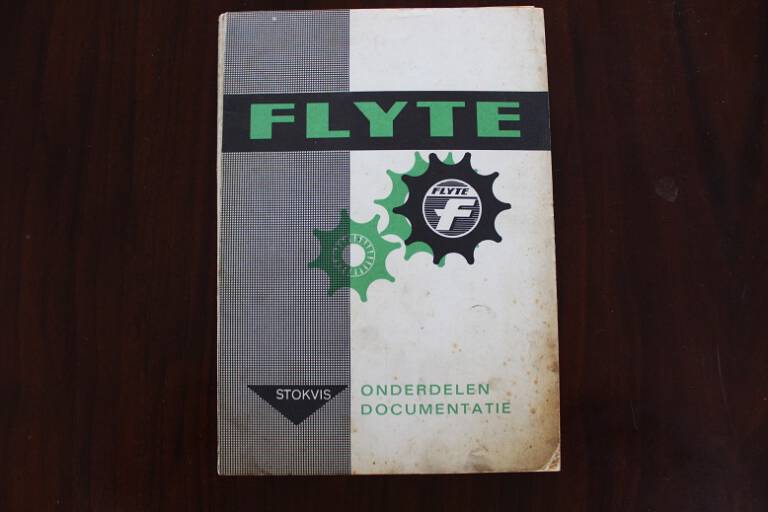 FLYTE
FLYTE
F
STOKVIS
ONDERDELEN
DOCUMENTATIE